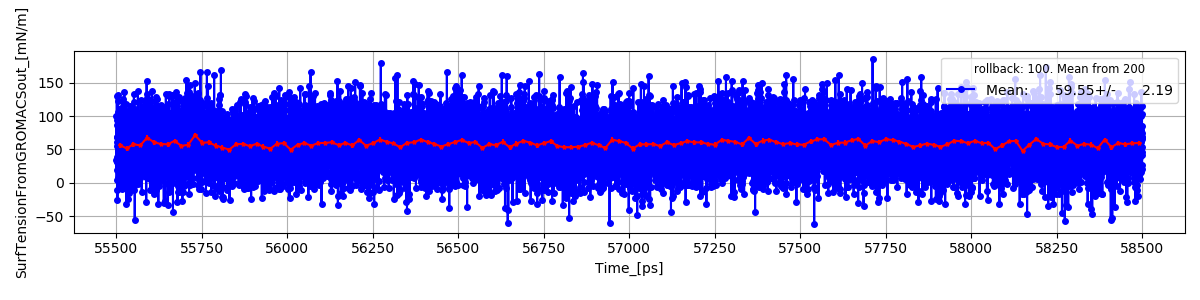 SurfTensionFromGROMACSout_[mN/m]
150
100
50
0
−50
rollback: 100. Mean from 200
Mean: 59.55+/- 2.19
55500 55750 56000 56250 56500 56750 57000 57250 57500 57750 58000 58250 58500
Time_[ps]